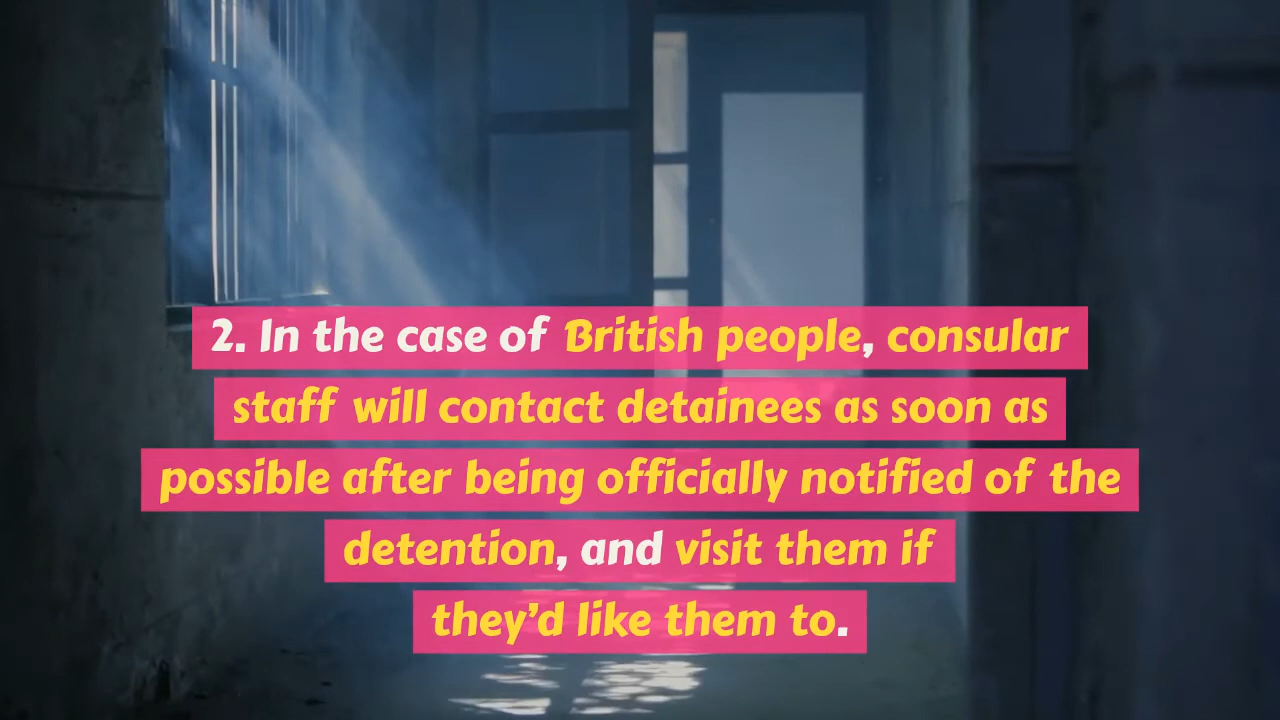 2. In the case of British people, consular
staff will contact detainees as soon as
possible after being officially notified of the
detention, and visit them if
they’d like them to.